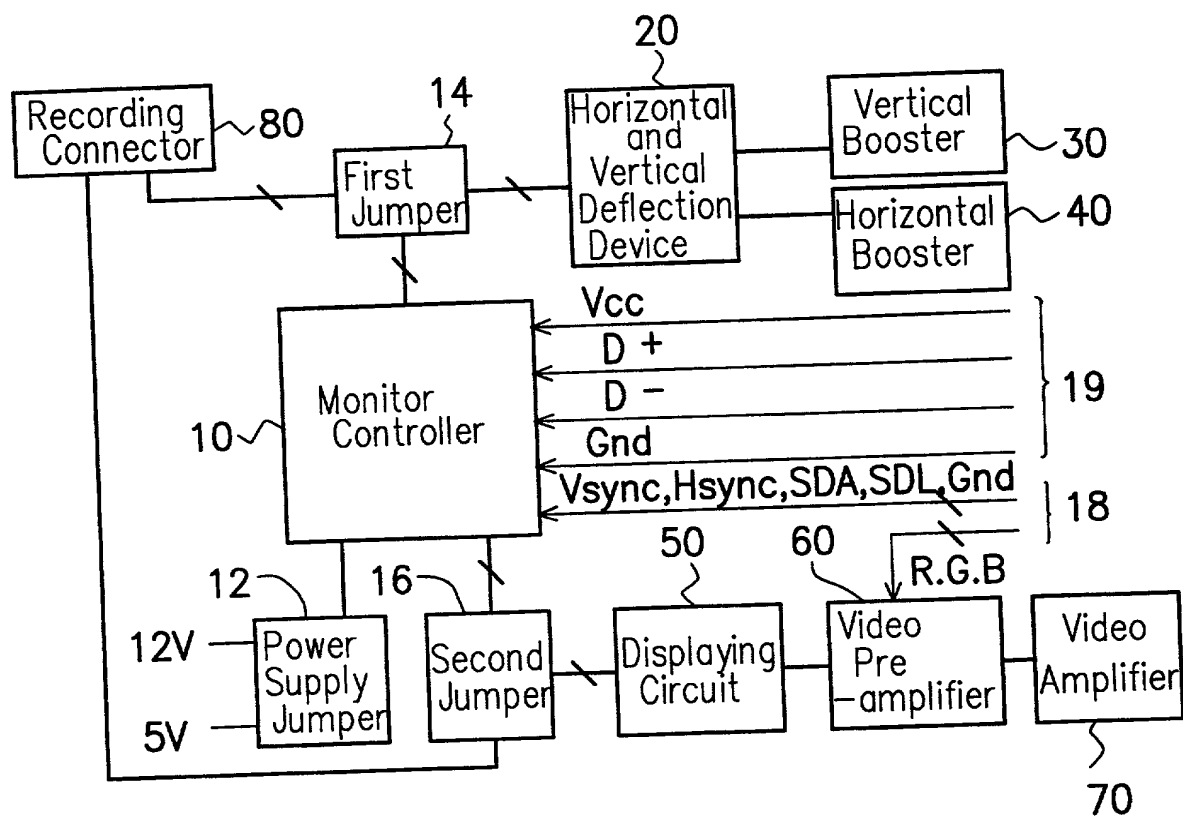 20
Recording
Connector
80
14
First
Jumper
Horizontal
and
Vertical
Deflection
Device
Vertical
Booster
30
Horizontal
Booster
40
Vcc
D +
D -
Gnd
19
Monitor
Controller
10
Vsync,Hsync,SDA,SDL,Gnd
18
R.G.B
12
Power
Supply
Jumper
12V
5V
16
Second
Jumper
50
Displaying
Circuit
60
Video
Pre
-amplifier
Video
Amplifier
70